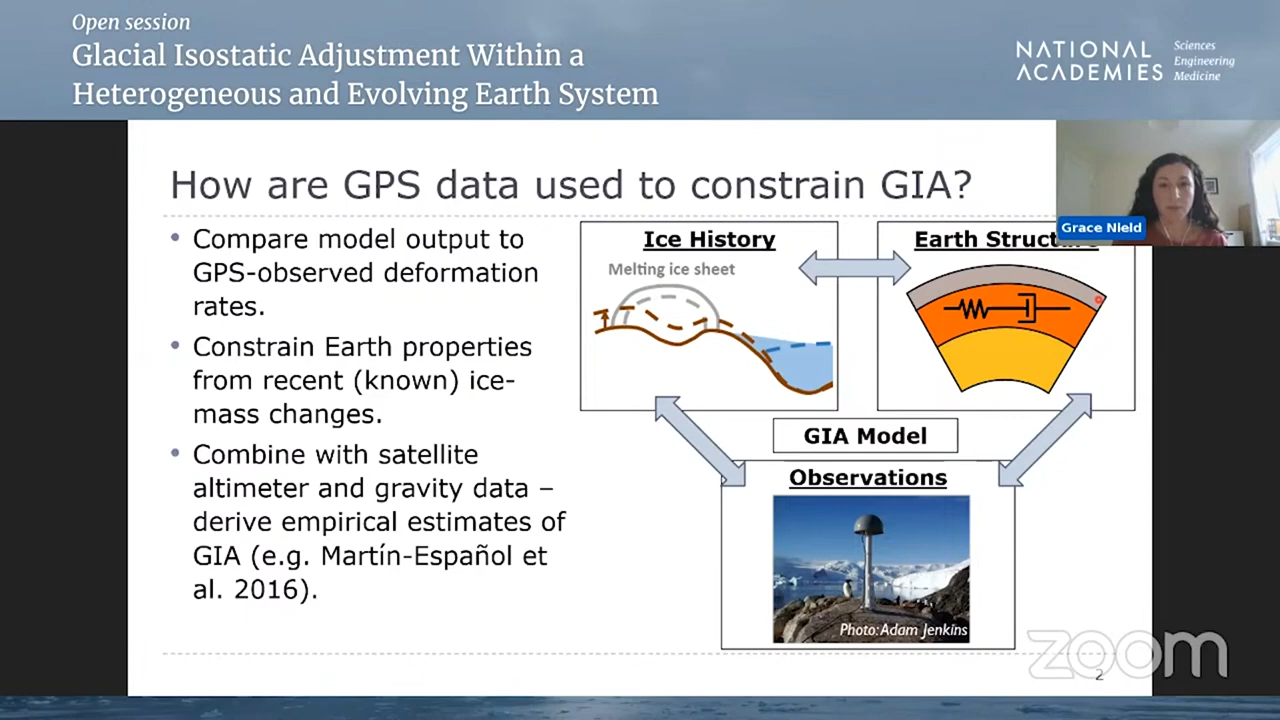 Open session
Glacial Isostatic Adjustment Within a
Heterogeneous and Evolving Earth System
NATIONAL
ACADEMIES
Sciences
Engineering
Medicine
How are GPS data used to constrain GIA?
Grace Nield
• Compare model output to
GPS-observed deformation
rates.
• Constrain Earth properties
from recent (known) ice-
mass changes.
• Combine with satellite
altimeter and gravity data –
derive empirical estimates of
GIA (e.g. Martín-Español et
al. 2016).
Ice History
Melting ice sheet
Earth Structure
GIA Model
Observations
Photo: Adam Jenkins
zoom
2